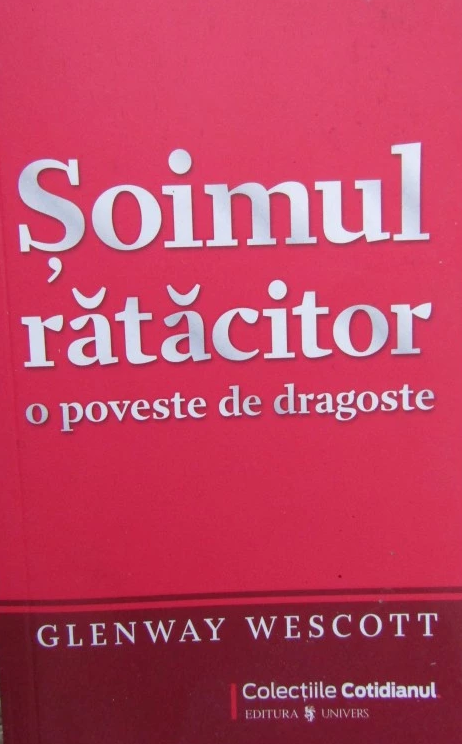 Șoimul
rătăcitor
o poveste de dragoste
GLENWAY WESCOTT
Colecțiile Cotidianul
EDITURA UNIVERS